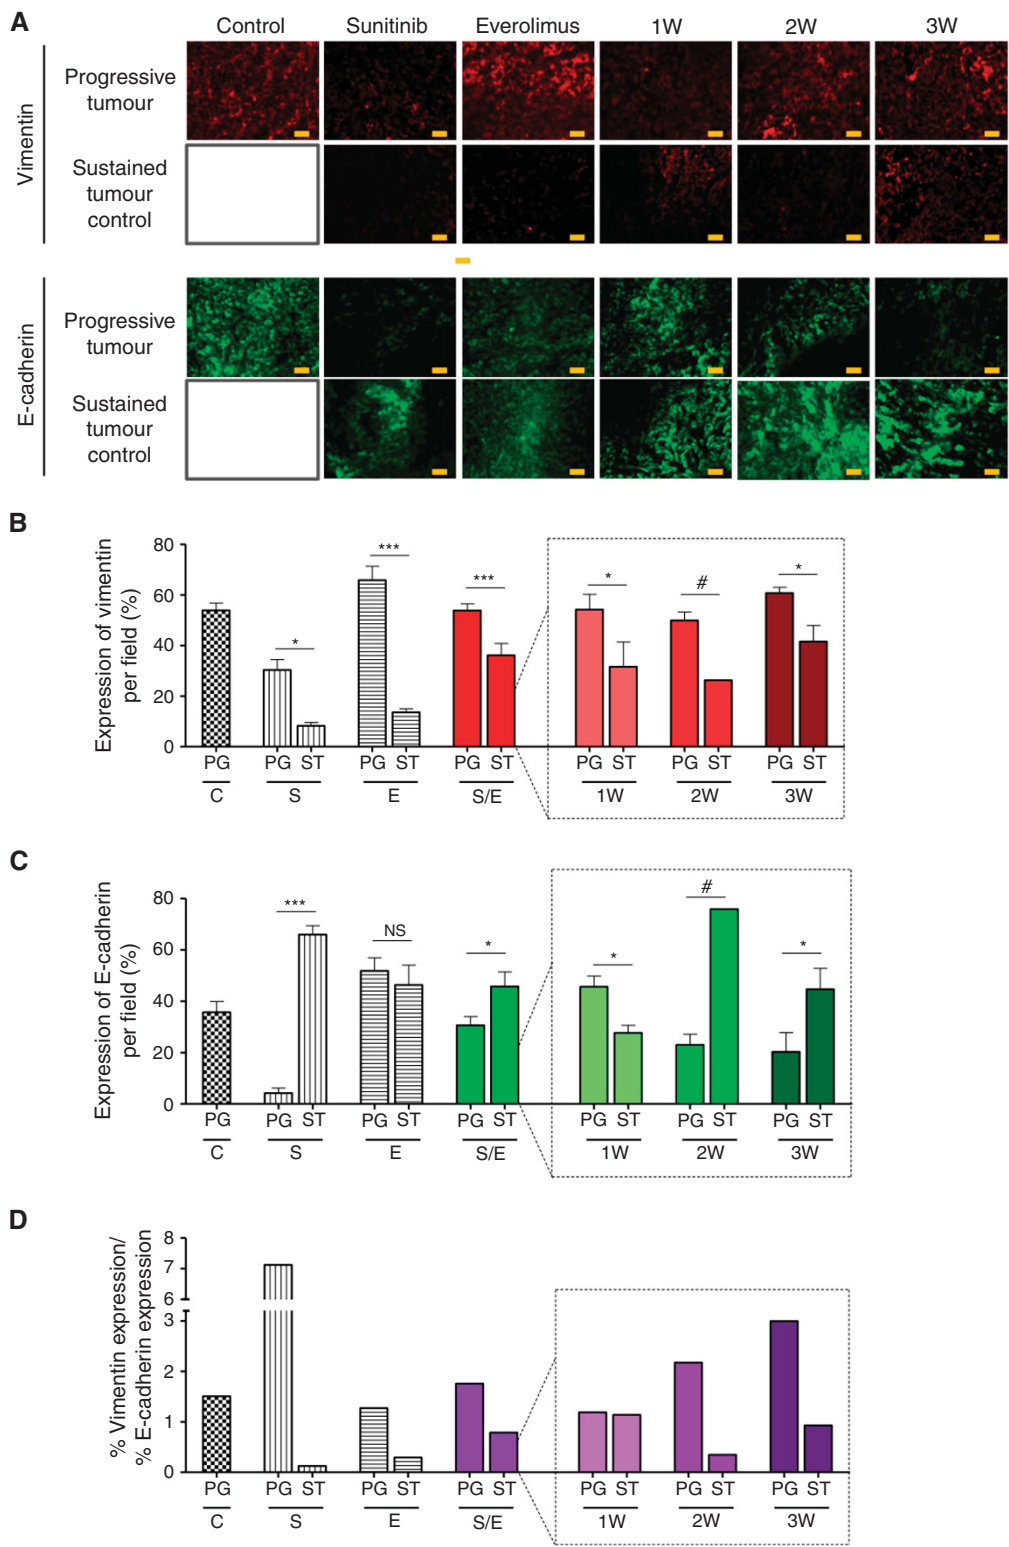 A
Control Sunitinib Everolimus 1W 2W 3W
Vimentin
Progressive
tumour
Sustained
tumour
control
E-cadherin
Progressive
tumour
Sustained
tumour
control
B
Expression of vimentin
per field (%)
80
60
40
20
0
* *** *** * # *
PG PG ST PG ST PG ST PG ST PG ST PG ST
C S E S/E 1W 2W 3W
C
Expression of E-cadherin
per field (%)
80
60
40
20
0
*** NS * * # *
PG PG ST PG ST PG ST PG ST PG ST PG ST
C S E S/E 1W 2W 3W
D
% Vimentin expression/
% E-cadherin expression
8
7
6
3
2
1
0
PG PG ST PG ST PG ST PG ST PG ST PG ST
C S E S/E 1W 2W 3W